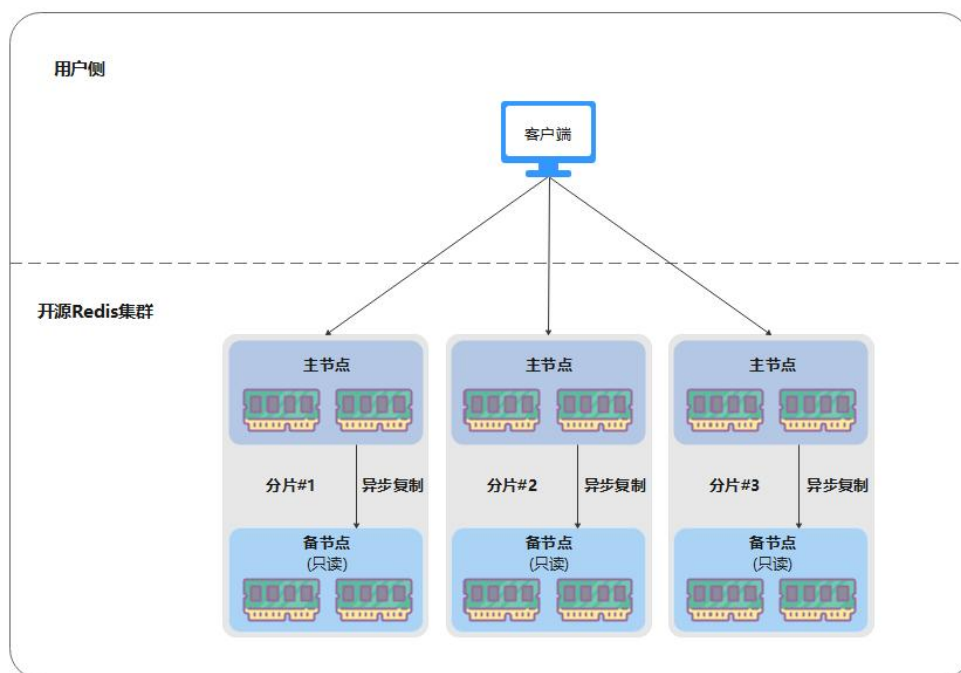 用户侧
客户端
开源Redis集群
主节点
主节点
主节点
分片#1
异步复制
分片#2
异步复制
分片#3
异步复制
备节点
(只读)
备节点
(只读)
备节点
(只读)